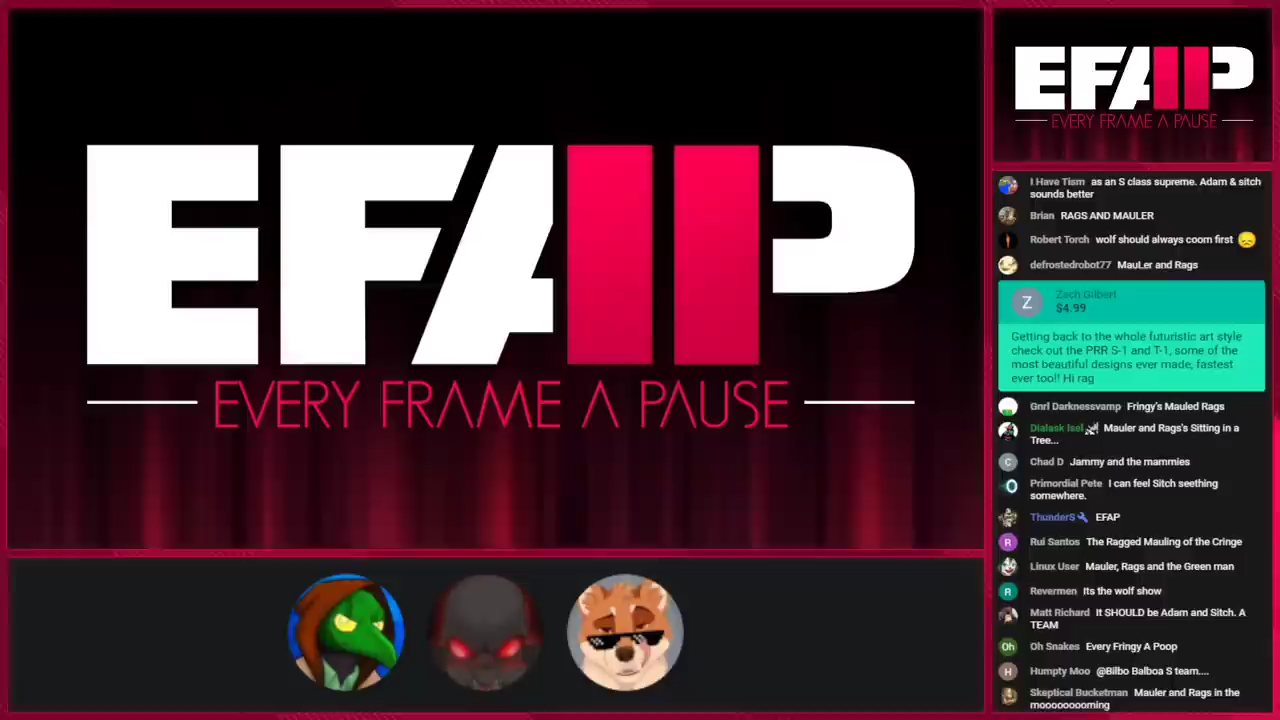 EFAP
EVERY FRAME A PAUSE
EFAP
EVERY FRAME A PAUSE
I Have Tism as an S class supreme. Adam & sitch
sounds better
Brian RAGS AND MAULER
Robert Torch wolf should always coom first
defrostedrobot77 MauLer and Rags
Z
Zach Gilbert
$4.99
Getting back to the whole futuristic art style
check out the PRR S-1 and T-1, some of the
most beautiful designs ever made, fastest
ever too!! Hi rag
Gnrl Darknessvamp Fringy's Mauled Rags
Dialask Isel Mauler and Rags's Sitting in a
Tree...
C Chad D Jammy and the mammies
Primordial Pete I can feel Sitch seething
somewhere.
ThunderS EFAP
R Rui Santos The Ragged Mauling of the Cringe
Linux User Mauler, Rags and the Green man
R Revermen Its the wolf show
Matt Richard It SHOULD be Adam and Sitch. A
TEAM
Oh Oh Snakes Every Fringy A Poop
H Humpty Moo @Bilbo Balboa S team....
Skeptical Bucketman Mauler and Rags in the
moooooooming